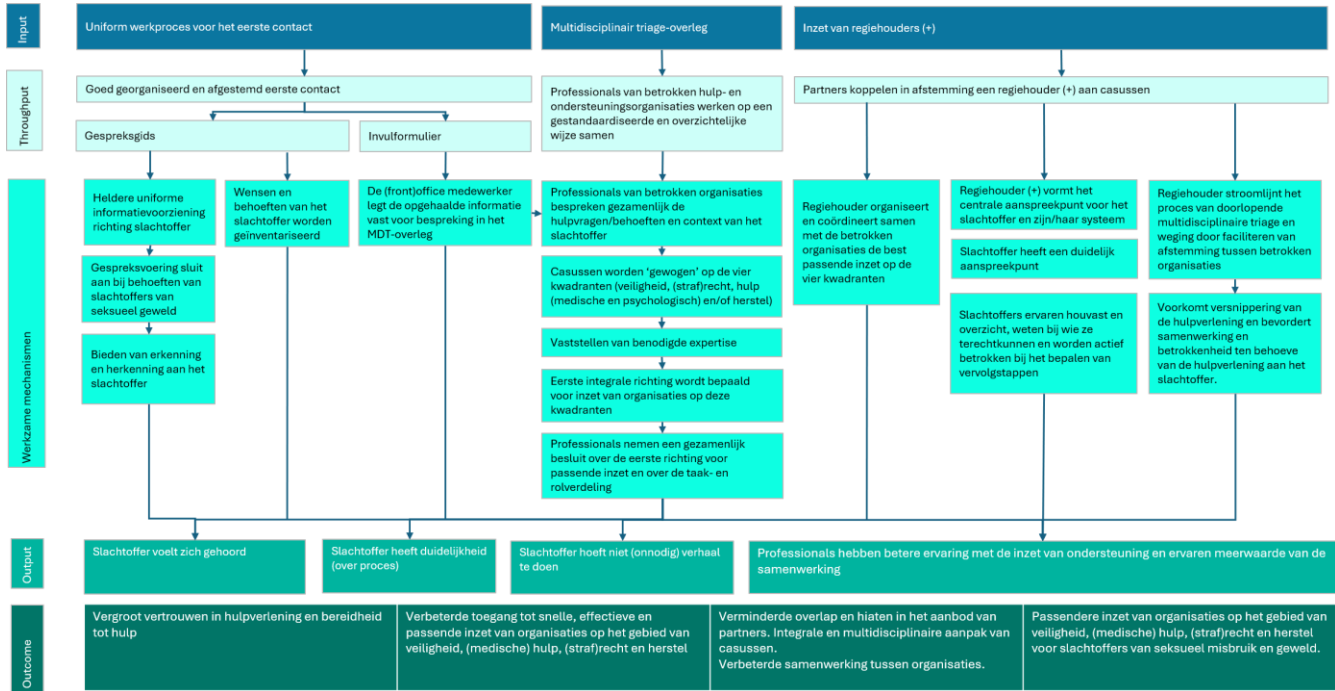 Input
Uniform werkproces voor het eerste contact
Multidisciplinair triage-overleg
Inzet van regiehouders (+)
Throughput
Goed georganiseerd en afgestemd eerste contact
Gespreksgids
Invulformulier
Professionals van betrokken hulp- en
ondersteuningsorganisaties werken op een
gestandaardiseerde en overzichtelijke
wijze samen
Partners koppelen in afstemming een regiehouder (+) aan casussen
Werkzame mechanismen
Heldere uniforme
informatievoorziening
richting slachtoffer
Gespreksvoering sluit
aan bij behoeften van
slachtoffers van
seksueel geweld
Bieden van erkenning
en herkenning aan het
slachtoffer
Wensen en
behoeften van het
slachtoffer worden
geïnventariseerd
De (front)office medewerker
legt de opgehaalde informatie
vast voor bespreking in het
MDT-overleg
Professionals van betrokken organisaties
bespreken gezamenlijk de
hulpvragen/behoeften en context van het
slachtoffer
Casussen worden ‘gewogen’ op de vier
kwadranten (veiligheid, (straf)recht, hulp
(medische en psychologisch) en/of herstel)
Vaststellen van benodigde expertise
Eerste integrale richting wordt bepaald
voor inzet van organisaties op deze
kwadranten
Professionals nemen een gezamenlijk
besluit over de eerste richting voor
passende inzet en over de taak- en
rolverdeling
Regiehouder organiseert
en coördineert samen
met de betrokken
organisaties de best
passende inzet op de
vier kwadranten
Regiehouder (+) vormt het
centrale aanspreekpunt voor het
slachtoffer en zijn/haar systeem
Slachtoffer heeft een duidelijk
aanspreekpunt
Slachtoffers ervaren houvast en
overzicht, weten bij wie ze
terechtkunnen en worden actief
betrokken bij het bepalen van
vervolgstappen
Regiehouder stroomlijnt het
proces van doorlopende
multidisciplinaire triage en
weging door faciliteren van
afstemming tussen betrokken
organisaties
Voorkomt versnippering van
de hulpverlening en bevordert
samenwerking en
betrokkenheid ten behoeve
van de hulpverlening aan het
slachtoffer.
Output
Slachtoffer voelt zich gehoord
Slachtoffer heeft duidelijkheid
(over proces)
Slachtoffer hoeft niet (onnodig) verhaal
te doen
Professionals hebben betere ervaring met de inzet van ondersteuning en ervaren meerwaarde van de
samenwerking
Outcome
Vergroot vertrouwen in hulpverlening en bereidheid
tot hulp
Verbeterde toegang tot snelle, effectieve en
passende inzet van organisaties op het gebied van
veiligheid, (medische) hulp, (straf)recht en herstel
Verminderde overlap en hiaten in het aanbod van
partners. Integrale en multidisciplinaire aanpak van
casussen.
Verbeterde samenwerking tussen organisaties.
Passendere inzet van organisaties op het gebied van
veiligheid, (medische) hulp, (straf)recht en herstel
voor slachtoffers van seksueel misbruik en geweld.